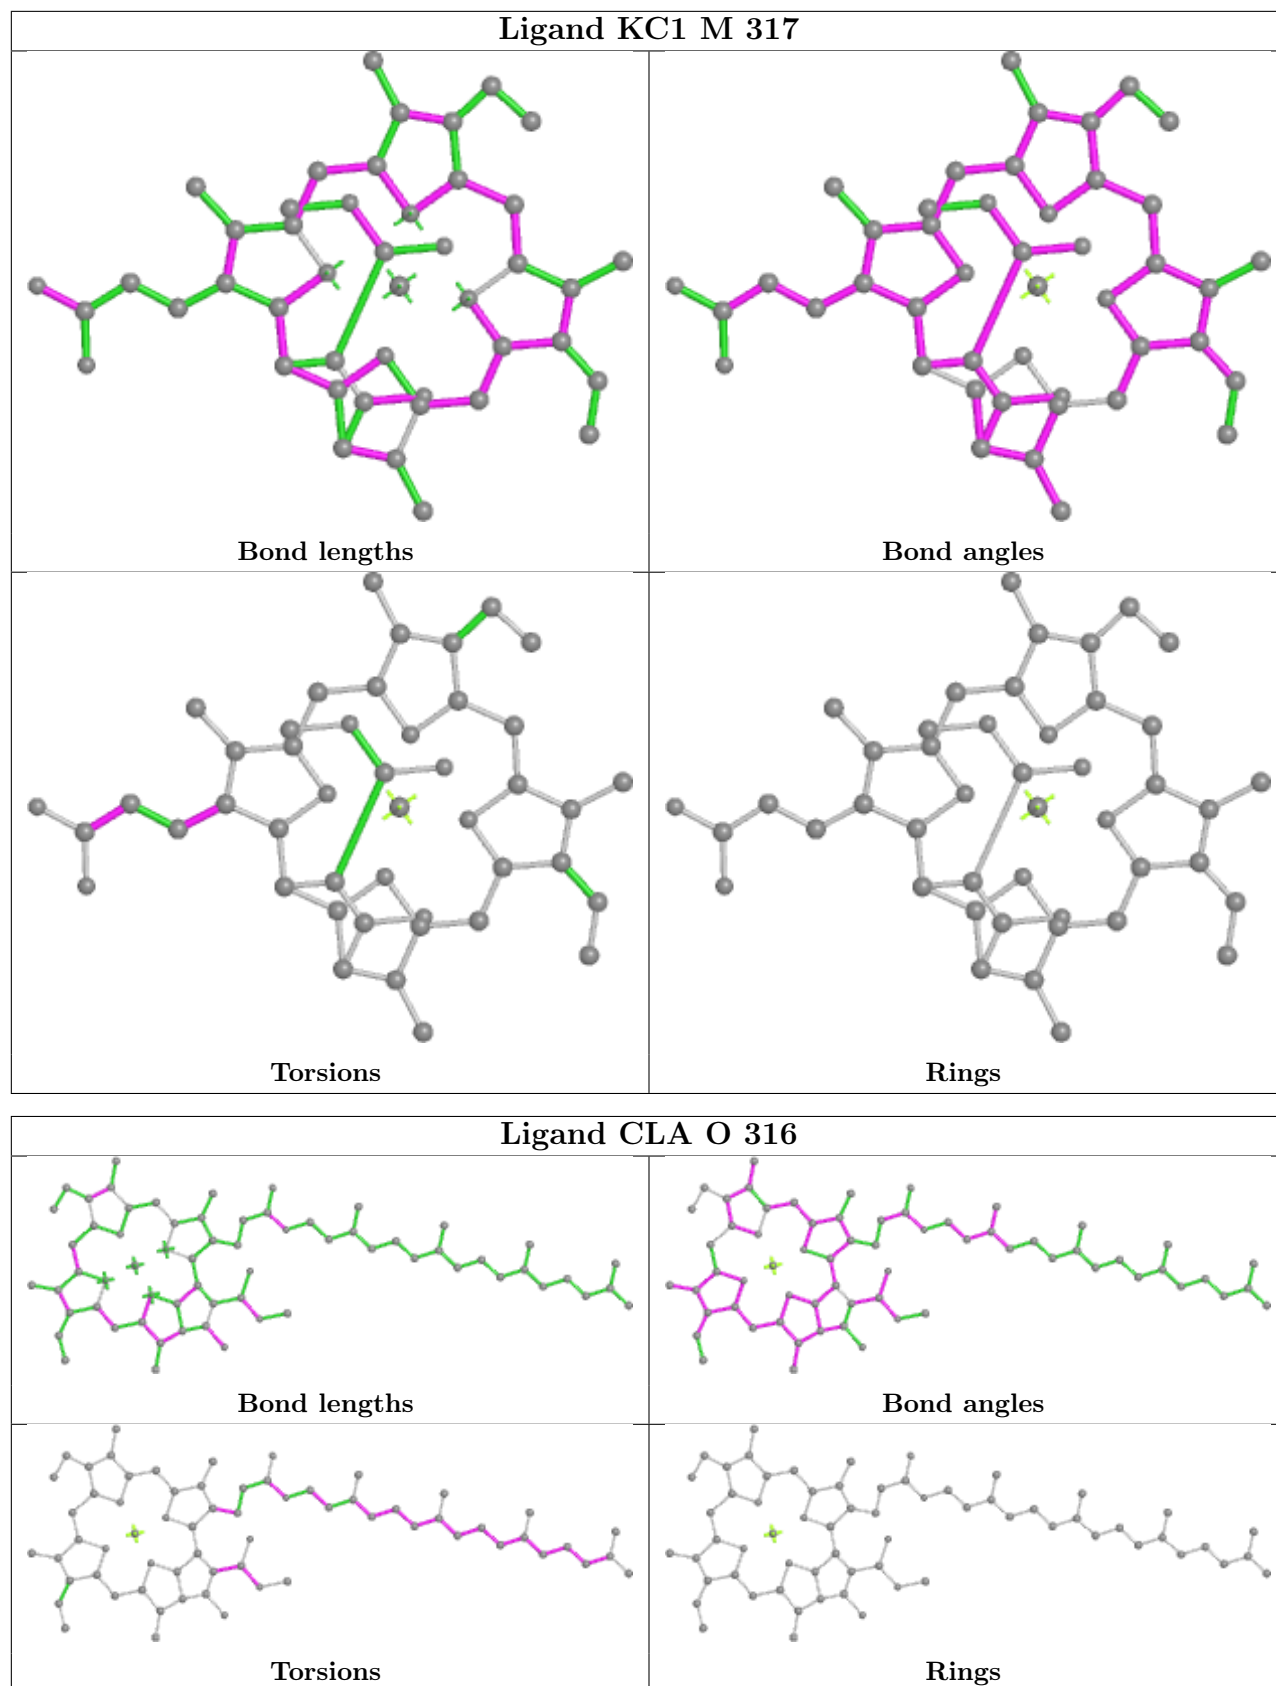 Ligand KC1 M 317
Bond lengths
Bond angles
Torsions
Rings
Ligand CLA O 316
Bond lengths
Bond angles
Torsions
Rings